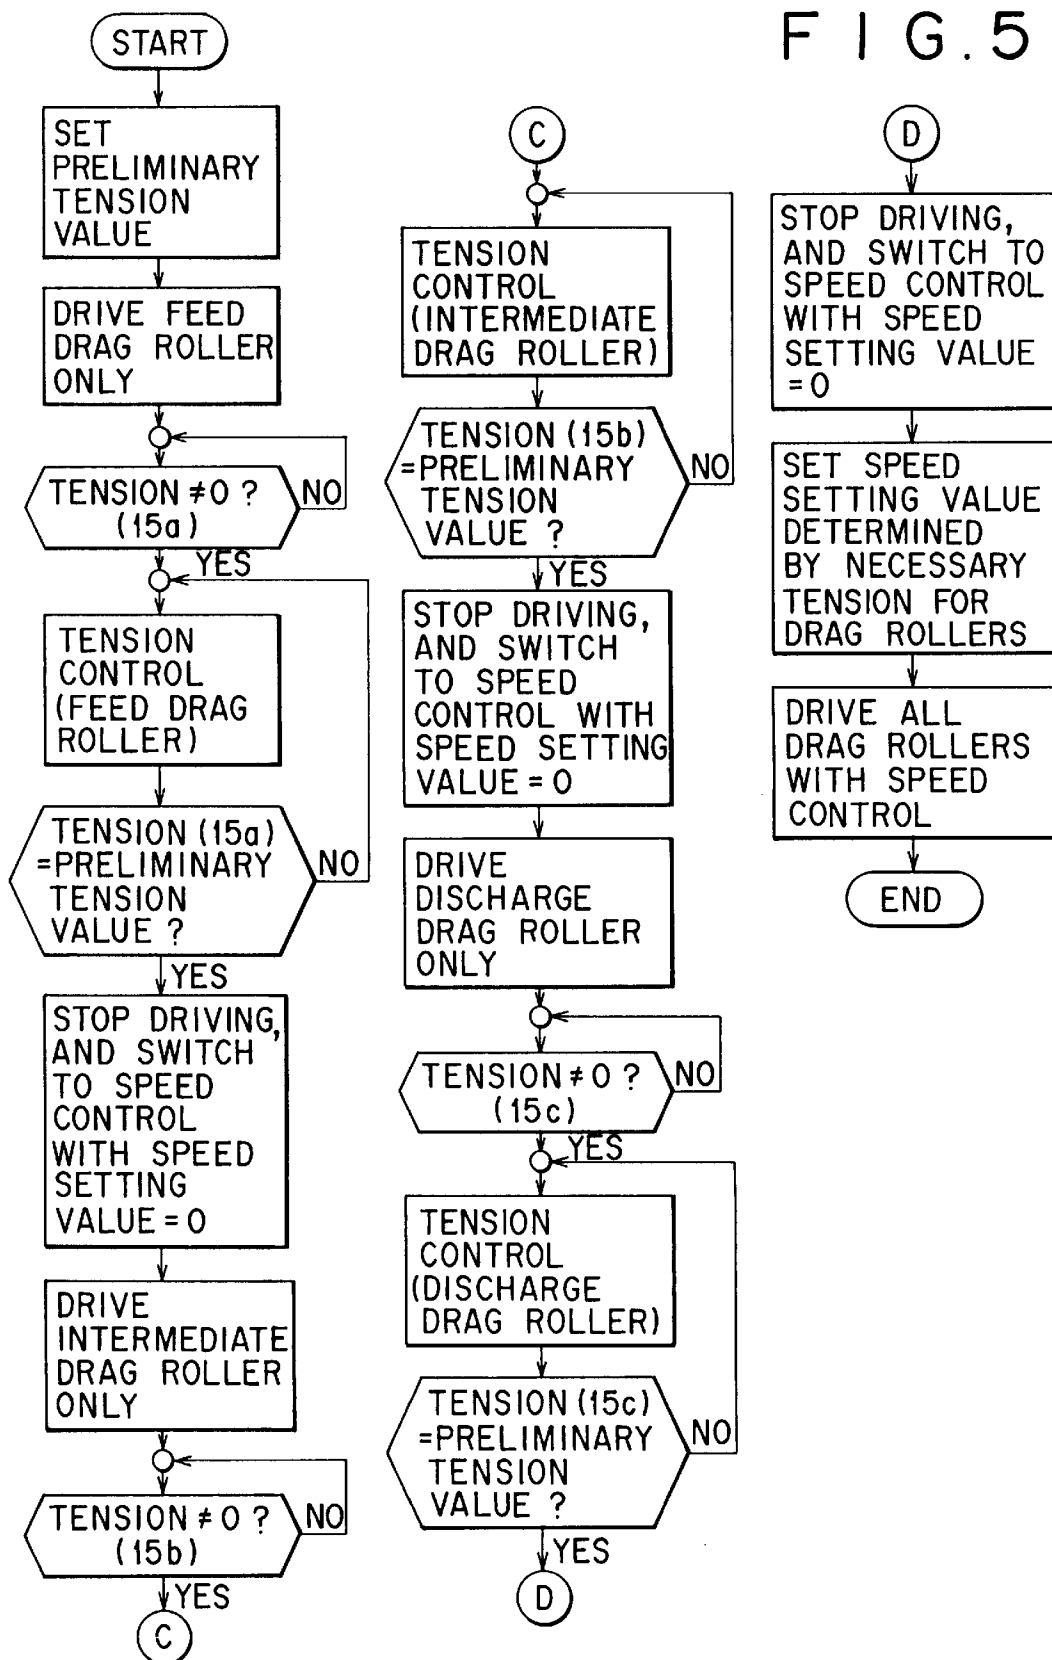 FIG.5
START
SET
PRELIMINARY
TENSION
VALUE
DRIVE FEED
DRAG ROLLER
ONLY
TENSION ≠ 0 ?
(15a)
NO
YES
TENSION
CONTROL
(FEED DRAG
ROLLER)
TENSION (15a)
=PRELIMINARY
TENSION
VALUE ?
NO
YES
STOP DRIVING,
AND SWITCH
TO SPEED
CONTROL
WITH SPEED
SETTING
VALUE = 0
DRIVE
INTERMEDIATE
DRAG ROLLER
ONLY
TENSION ≠ 0 ?
(15b)
NO
YES
C
C
TENSION
CONTROL
(INTERMEDIATE
DRAG ROLLER)
TENSION (15b)
=PRELIMINARY
TENSION
VALUE ?
NO
YES
STOP DRIVING,
AND SWITCH
TO SPEED
CONTROL WITH
SPEED SETTING
VALUE = 0
DRIVE
DISCHARGE
DRAG ROLLER
ONLY
TENSION ≠ 0 ?
(15c)
NO
YES
TENSION
CONTROL
(DISCHARGE
DRAG ROLLER)
TENSION (15c)
=PRELIMINARY
TENSION
VALUE ?
NO
YES
D
D
STOP DRIVING,
AND SWITCH TO
SPEED CONTROL
WITH SPEED
SETTING VALUE
= 0
SET SPEED
SETTING VALUE
DETERMINED
BY NECESSARY
TENSION FOR
DRAG ROLLERS
DRIVE ALL
DRAG ROLLERS
WITH SPEED
CONTROL
END